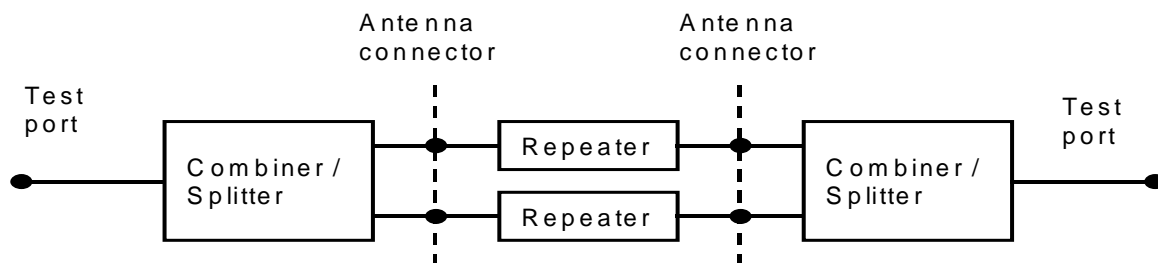 Antenna
connector
Antenna
connector
Test
port
Test
port
Combiner/
Splitter
Repeater
Combiner/
Splitter
Repeater